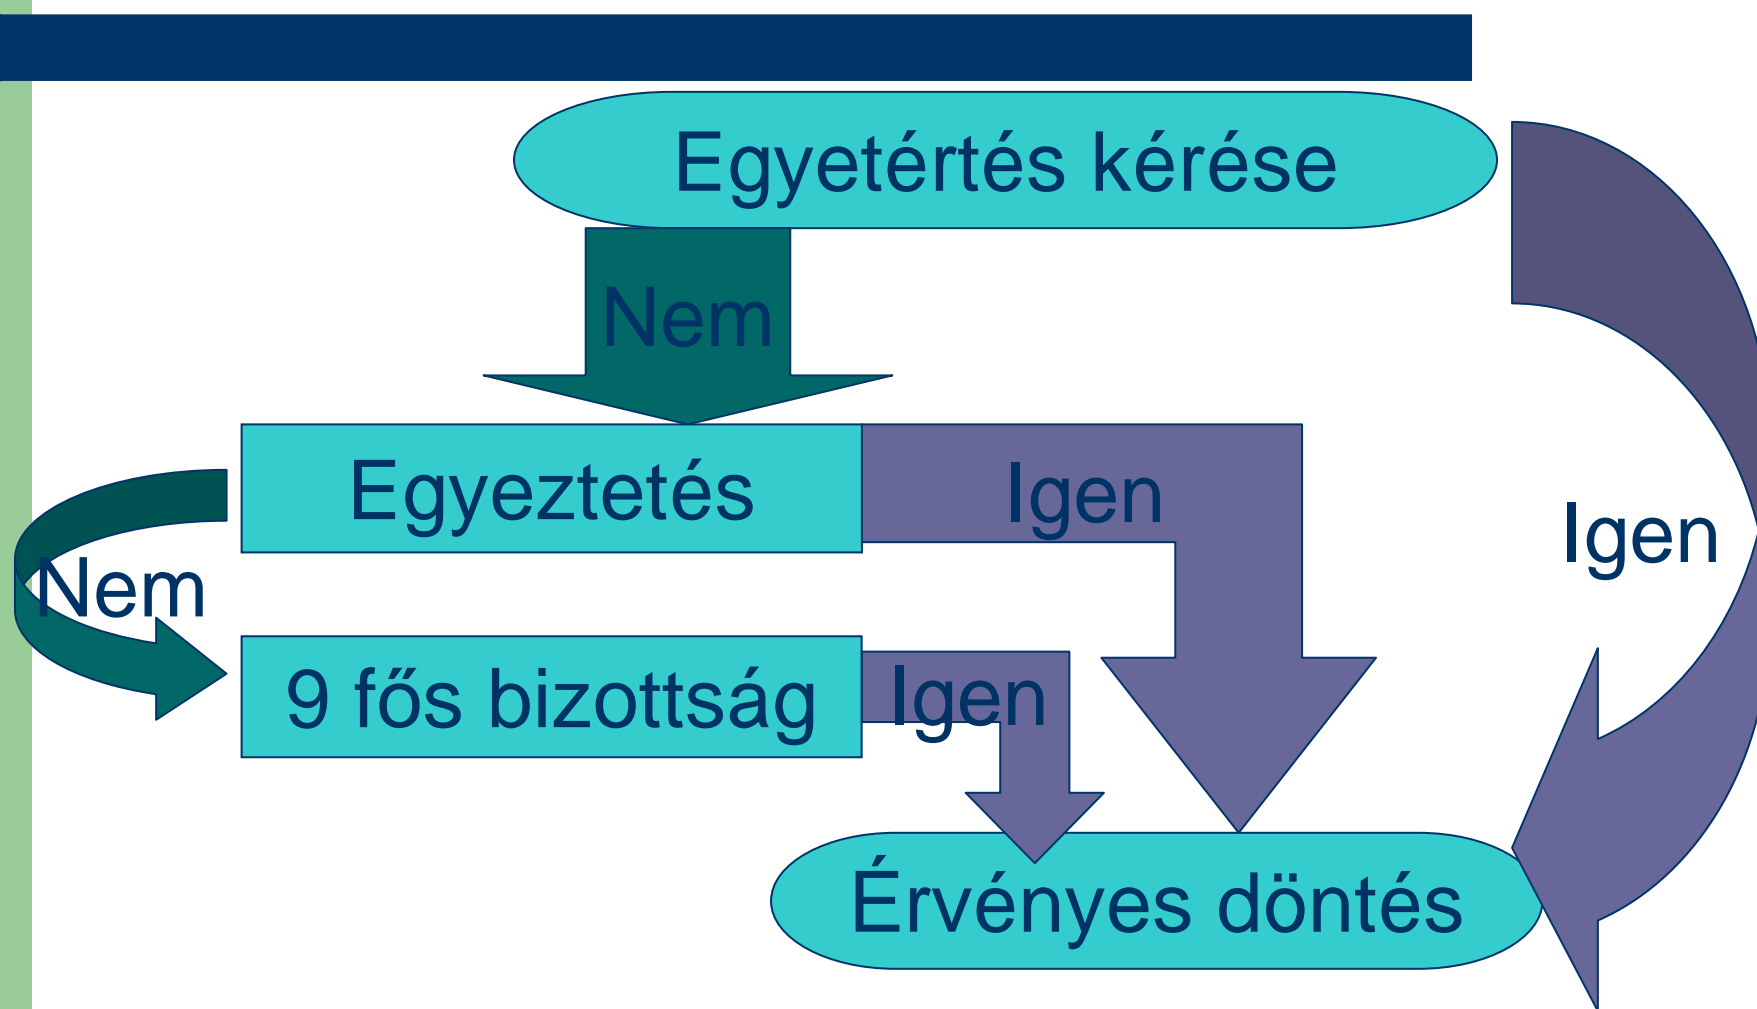 Egyetértés kérése
Nem
Egyeztetés
Igen
Igen
Nem
9 fős bizottság
Igen
Érvényes döntés